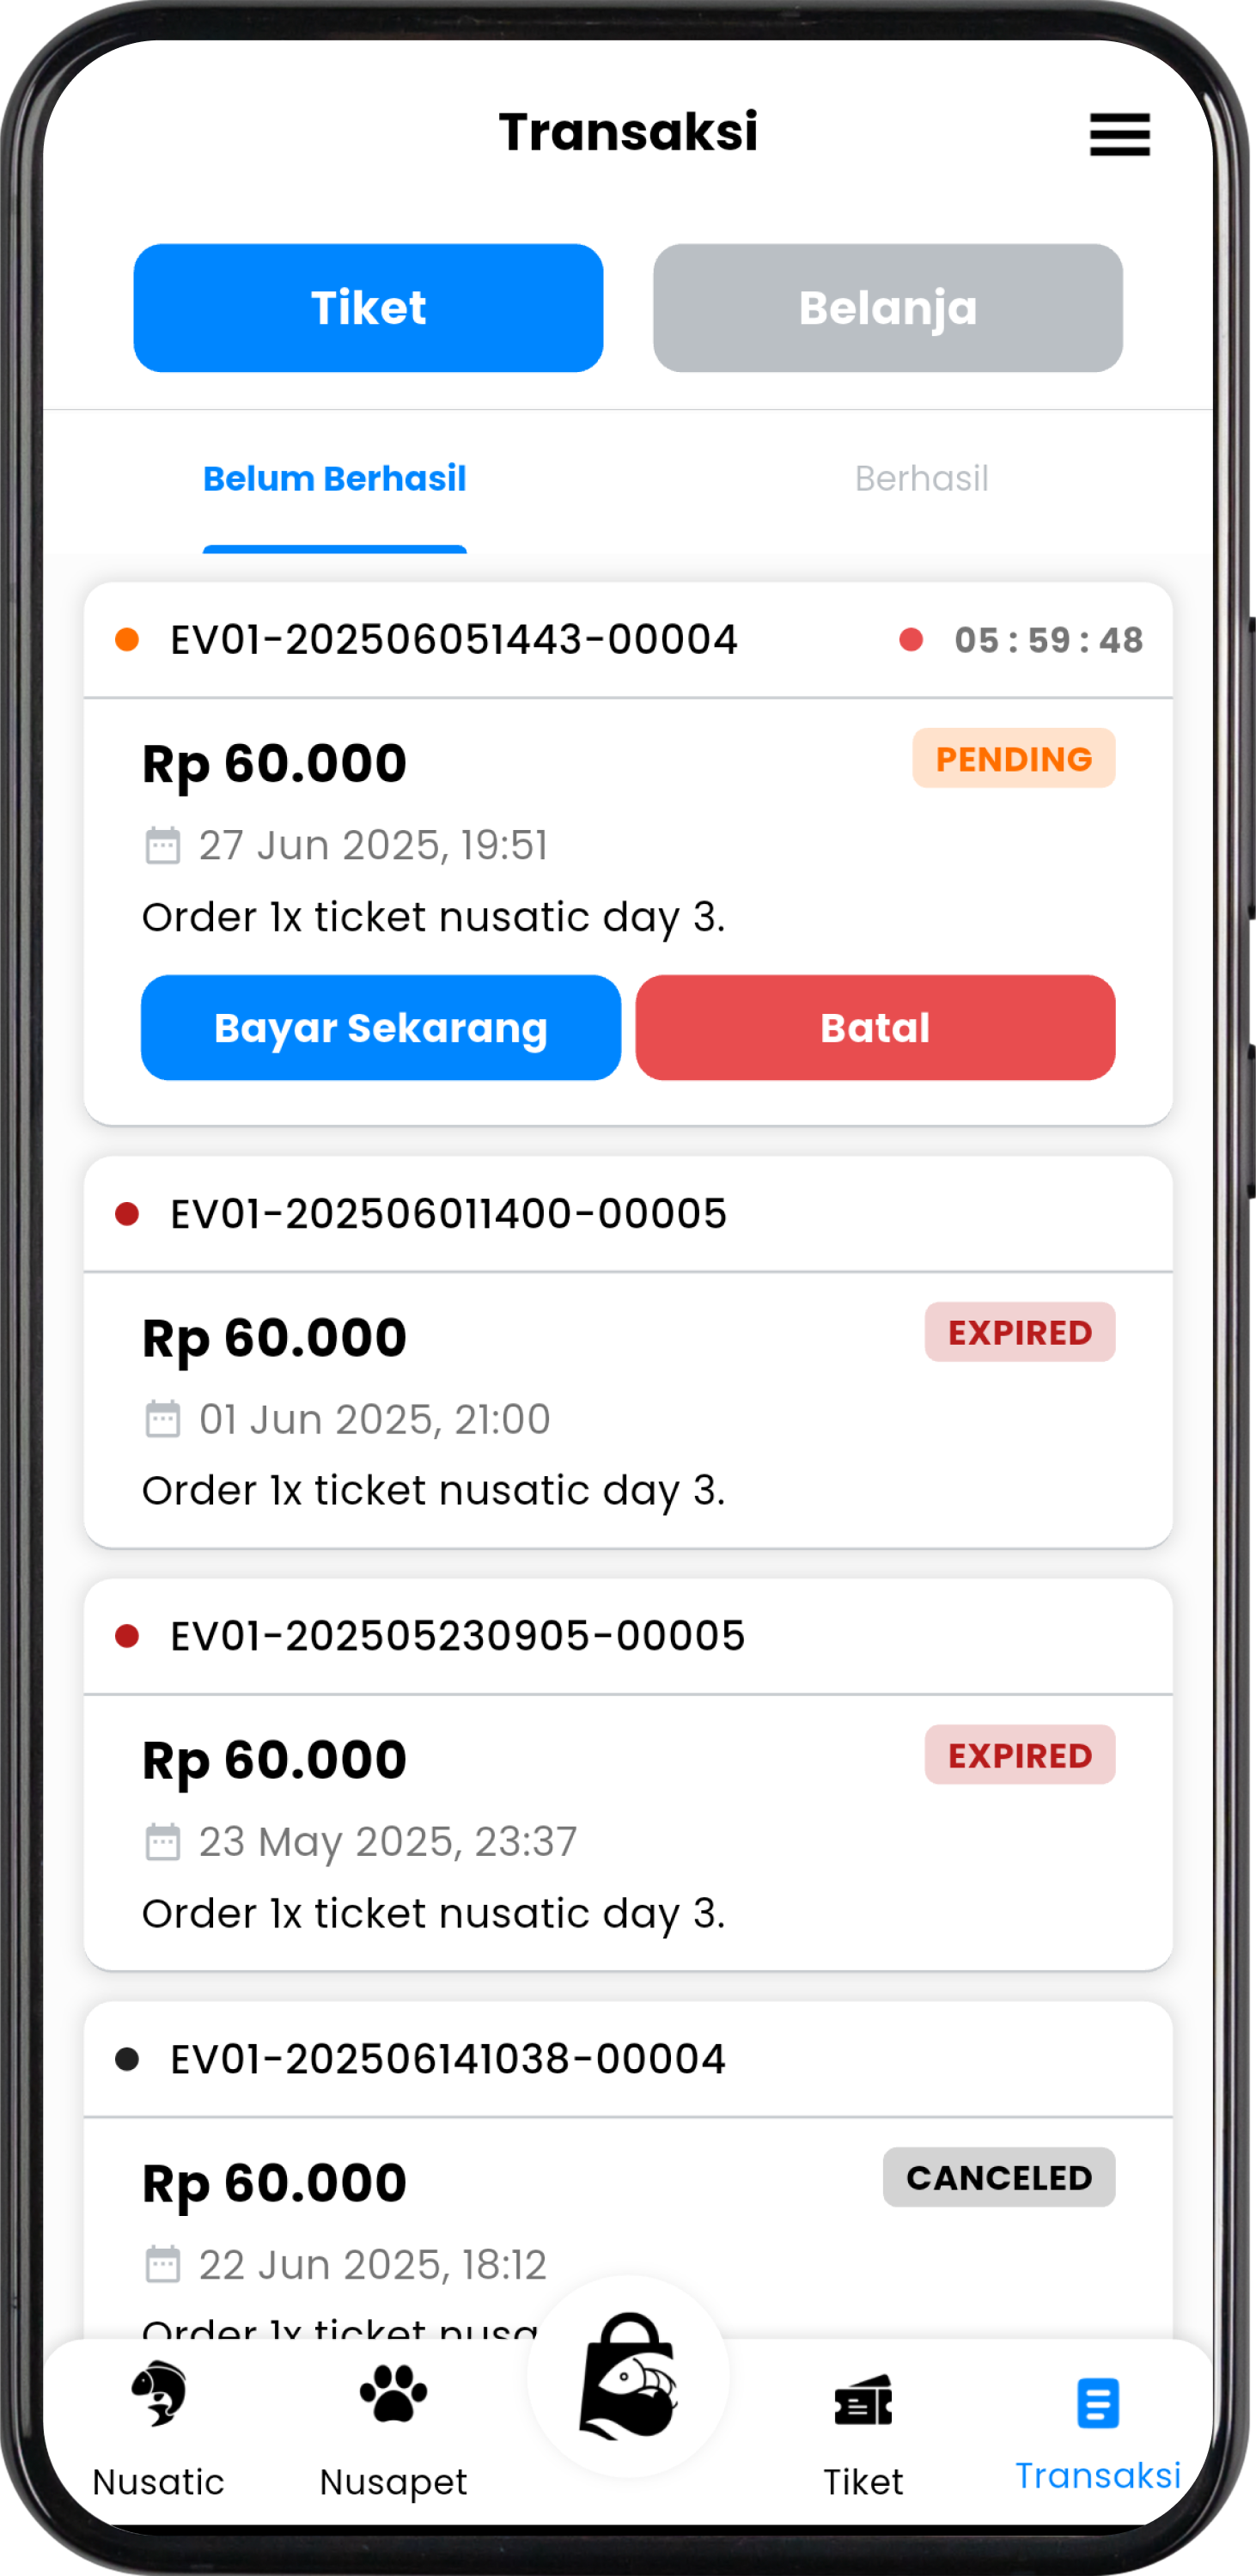 Transaksi
Tiket
Belanja
Belum Berhasil
Berhasil
EV01-202506051443-00004
05 : 59 : 48
Rp 60.000
PENDING
27 Jun 2025, 19:51
Order 1x ticket nusatic day 3.
Bayar Sekarang
Batal
EV01-202506011400-00005
Rp 60.000
EXPIRED
01 Jun 2025, 21:00
Order 1x ticket nusatic day 3.
EV01-202505230905-00005
Rp 60.000
EXPIRED
23 May 2025, 23:37
Order 1x ticket nusatic day 3.
EV01-202506141038-00004
Rp 60.000
CANCELED
22 Jun 2025, 18:12
Order 1x ticket nusa
Nusatic
Nusapet
Tiket
Transaksi